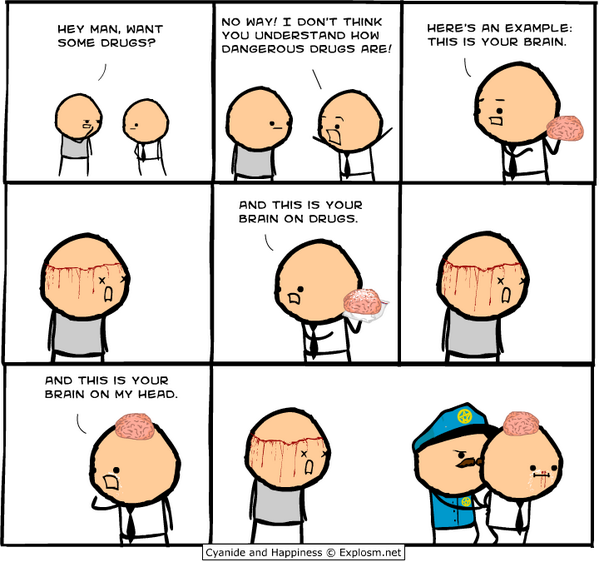 HEY MAN, WANT
SOME DRUGS?
NO WAY! I DON'T THINK
YOU UNDERSTAND HOW
DANGEROUS DRUGS ARE!
HERE'S AN EXAMPLE:
THIS IS YOUR BRAIN.
AND THIS IS YOUR
BRAIN ON DRUGS.
AND THIS IS YOUR
BRAIN ON MY HEAD.
Cyanide and Happiness © Explosm.net